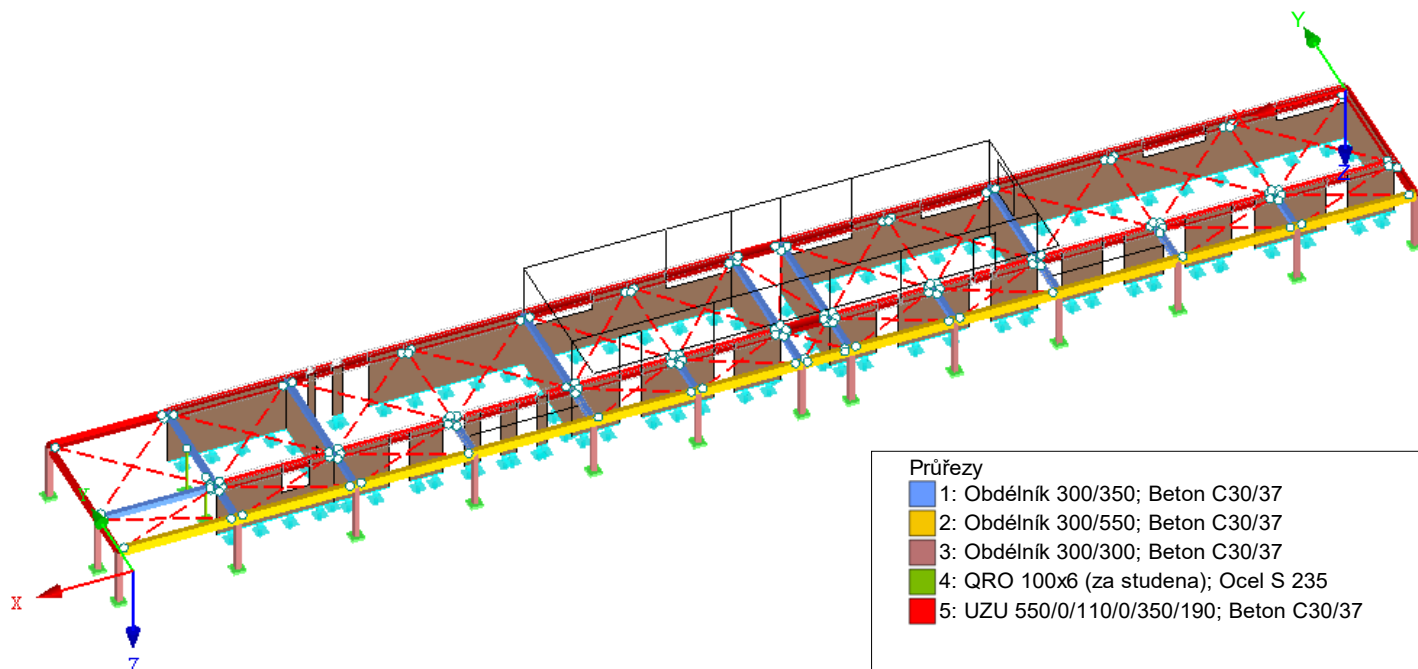 Y
Z
X
Z
Průřezy
1: Obdélník 300/350; Beton C30/37
2: Obdélník 300/550; Beton C30/37
3: Obdélník 300/300; Beton C30/37
4: QRO 100x6 (za studena); Ocel S 235
5: UZU 550/0/110/0/350/190; Beton C30/37